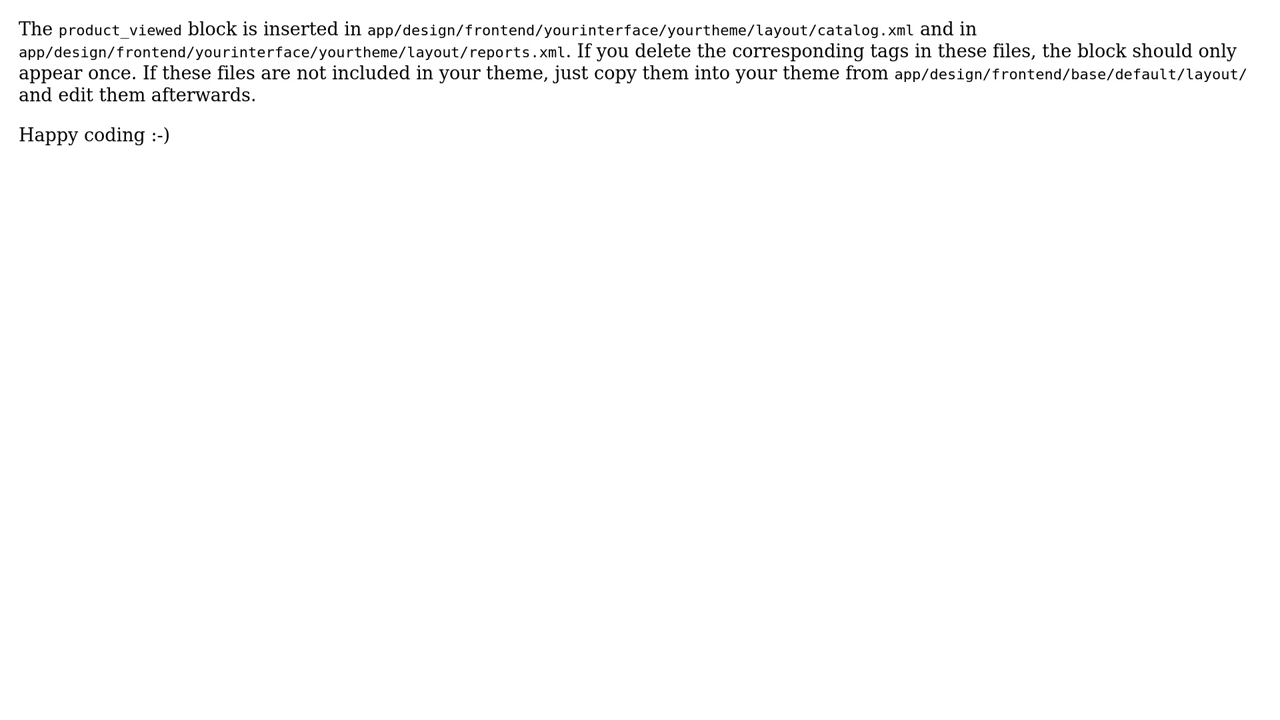 The product_viewed block is inserted in app/design/frontend/yourinterface/yourtheme/layout/catalog.xml and in
app/design/frontend/yourinterface/yourtheme/layout/reports.xml. If you delete the corresponding tags in these files, the block should only
appear once. If these files are not included in your theme, just copy them into your theme from app/design/frontend/base/default/layout/
and edit them afterwards.
Happy coding :-)